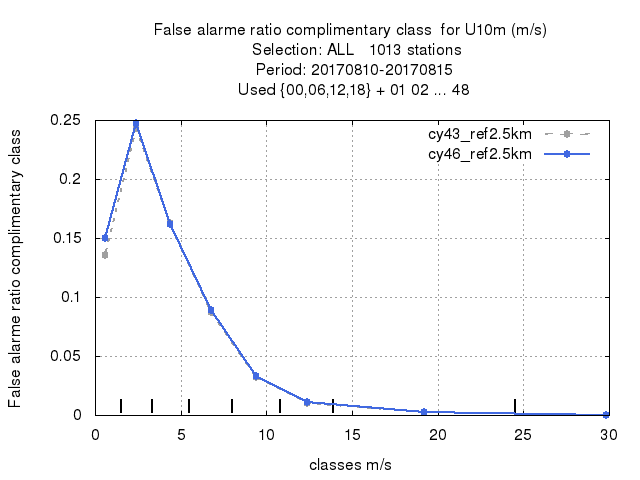 False alarme ratio complimentary class  for U10m (m/s)
Selection: ALL   1013 stations
Period: 20170810-20170815
Used {00,06,12,18} + 01 02 ... 48
False alarme ratio complimentary class
cy43_ref2.5km
cy46_ref2.5km
0.25
0.2
0.15
0.1
0.05
0
0 5 10 15 20 25 30
classes m/s